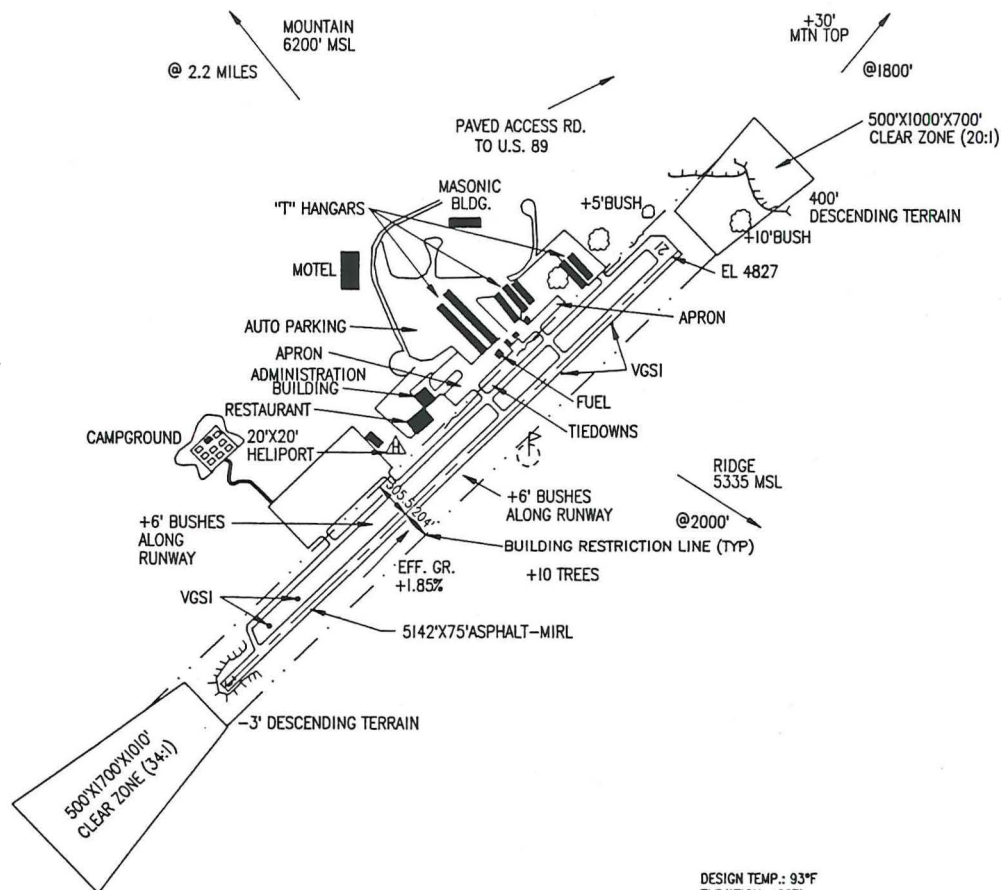 MOUNTAIN
6200' MSL
@ 2.2 MILES
+30'
MTN TOP
@1800'
PAVED ACCESS RD.
TO U.S. 89
500'X1000'X700'
CLEAR ZONE (20:1)
MASONIC
BLDG.
"T" HANGARS
+5'BUSH
400'
DESCENDING TERRAIN
+10'BUSH
MOTEL
21
EL 4827
AUTO PARKING
APRON
APRON
VGSI
ADMINISTRATION
BUILDING
FUEL
RESTAURANT
TIEDOWNS
CAMPGROUND
20'X20'
HELIPORT
H
RIDGE
5335 MSL
+6' BUSHES
ALONG RUNWAY
@2000'
+6' BUSHES
ALONG
RUNWAY
505.5'
204'
BUILDING RESTRICTION LINE (TYP)
EFF. GR.
+1.85%
+10 TREES
VGSI
5142'X75'ASPHALT-MIRL
-3' DESCENDING TERRAIN
500'X1700'X1010'
CLEAR ZONE (34:1)
DESIGN TEMP.: 93°F